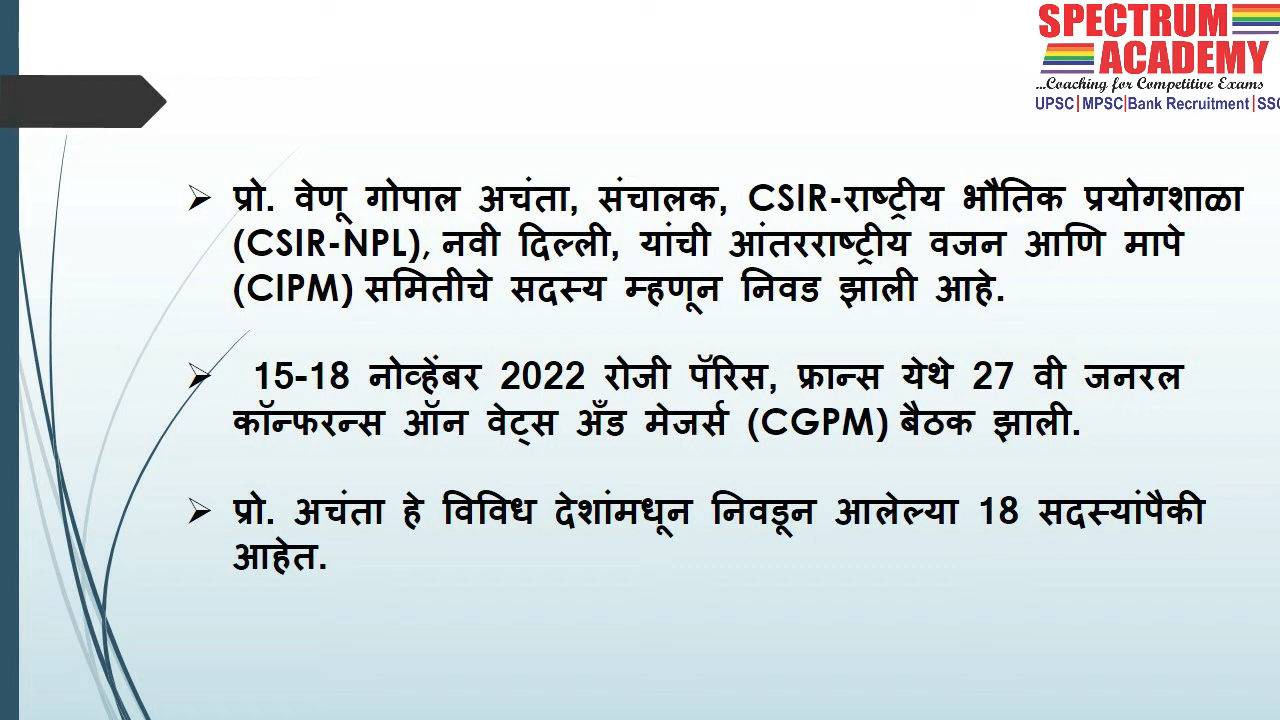 SPECTRUM
ACADEMY
...Coaching for Competitive Exams
UPSC|MPSC|Bank Recruitment|SSC
प्रो. वेणू गोपाल अचंता, संचालक, CSIR-राष्ट्रीय भौतिक प्रयोगशाळा
(CSIR-NPL), नवी दिल्ली, यांची आंतरराष्ट्रीय वजन आणि मापे
(CIPM) समितीचे सदस्य म्हणून निवड झाली आहे.
15-18 नोव्हेंबर 2022 रोजी पॅरिस, फ्रान्स येथे 27 वी जनरल
कॉन्फरन्स ऑन वेट्स अँड मेजर्स (CGPM) बैठक झाली.
प्रो. अचंता हे विविध देशांमधून निवडून आलेल्या 18 सदस्यांपैकी
आहेत.